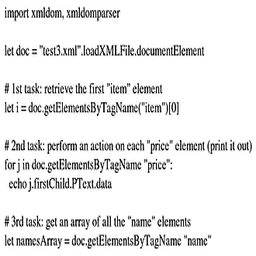 import xmldom, xmldomparser
let doc = "test3.xml".loadXMLFile.documentElement
# 1st task: retrieve the first "item" element
let i = doc.getElementsByTagName("item")[0]
# 2nd task: perform an action on each "price" element (print it out)
for j in doc.getElementsByTagName "price":
  echo j.firstChild.PText.data
# 3rd task: get an array of all the "name" elements
let namesArray = doc.getElementsByTagName "name"